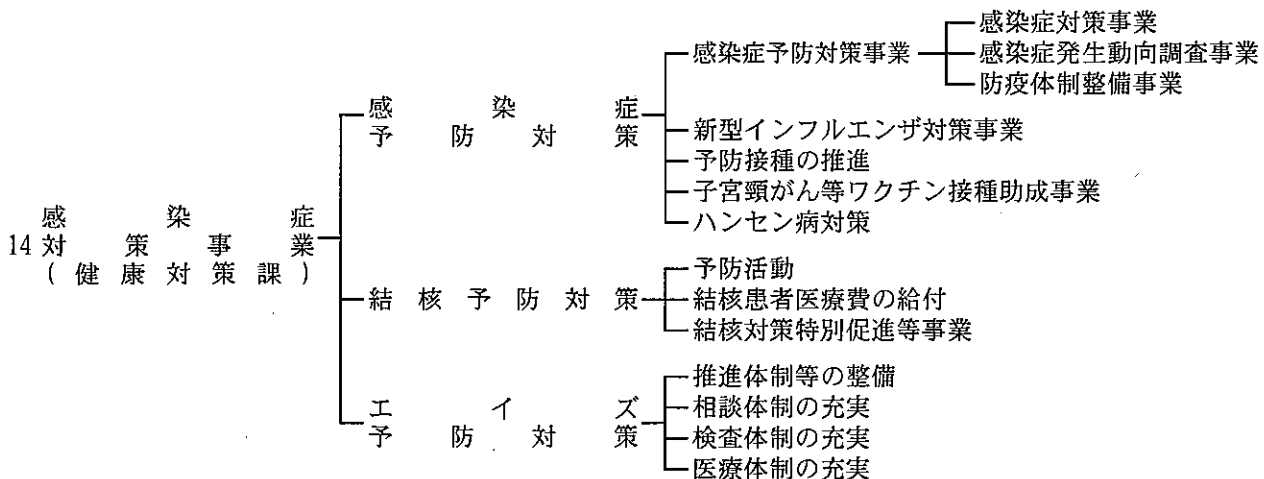 14 感染症対策事業
(健康対策課)
感染症予防対策
感染症予防対策事業
感染症対策事業
感染症発生動向調査事業
防疫体制整備事業
新型インフルエンザ対策事業
予防接種の推進
子宮頸がん等ワクチン接種助成事業
ハンセン病対策
結核予防対策
予防活動
結核患者医療費の給付
結核対策特別促進等事業
エイズ予防対策
推進体制等の整備
相談体制の充実
検査体制の充実
医療体制の充実